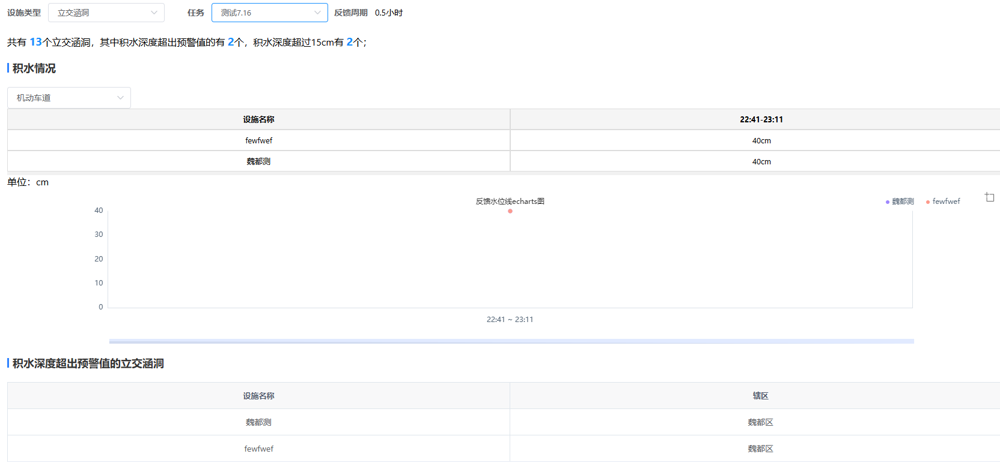 设施类型 立交涵洞 任务 测试7.16 反馈周期 0.5小时
共有 13个立交涵洞，其中积水深度超出预警值的有 2个，积水深度超过15cm有 2个；
积水情况
机动车道
设施名称 22:41-23:11
fewfwef 40cm
魏都测 40cm
单位：cm
反馈水位线echarts图 魏都测 fewfwef
40
30
20
10
0
22:41 ~ 23:11
积水深度超出预警值的立交涵洞
设施名称 辖区
魏都测 魏都区
fewfwef 魏都区